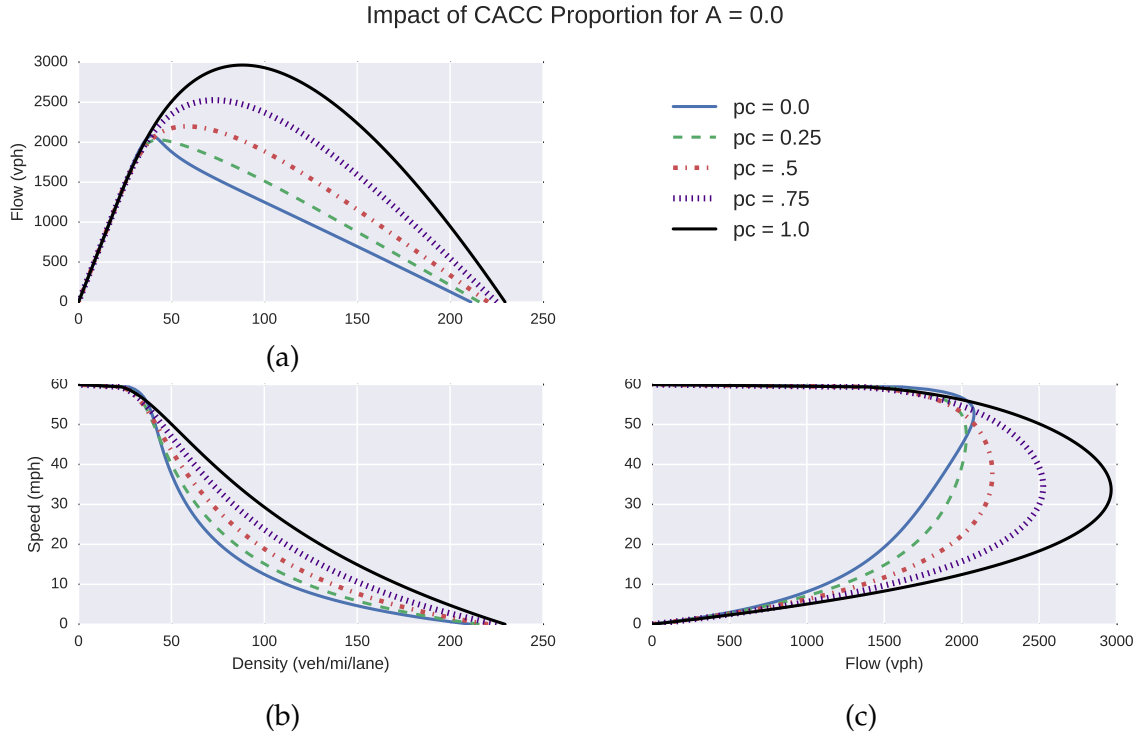 Impact of CACC Proportion for A = 0.0
3000
2500
2000
1500
1000
500
0
Flow (vph)
0 50 100 150 200 250
(a)
pc = 0.0
pc = 0.25
pc = .5
pc = .75
pc = 1.0
60
50
40
30
20
10
0
Speed (mph)
0 50 100 150 200 250
Density (veh/mi/lane)
(b)
60
50
40
30
20
10
0
0 500 1000 1500 2000 2500 3000
Flow (vph)
(c)